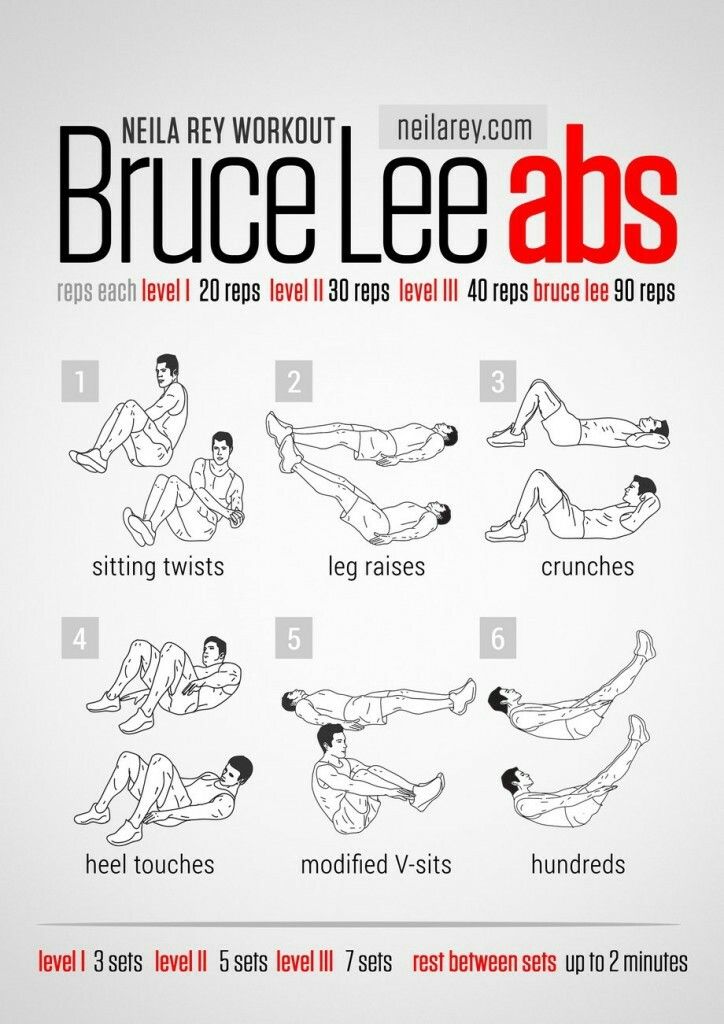 NEILA REY WORKOUT
neilarey.com
Bruce Lee abs
reps each level I 20 reps level II 30 reps level III 40 reps bruce lee 90 reps
1
2
3
sitting twists
leg raises
crunches
4
5
6
heel touches
modified V-sits
hundreds
level I 3 sets level II 5 sets level III 7 sets rest between sets up to 2 minutes